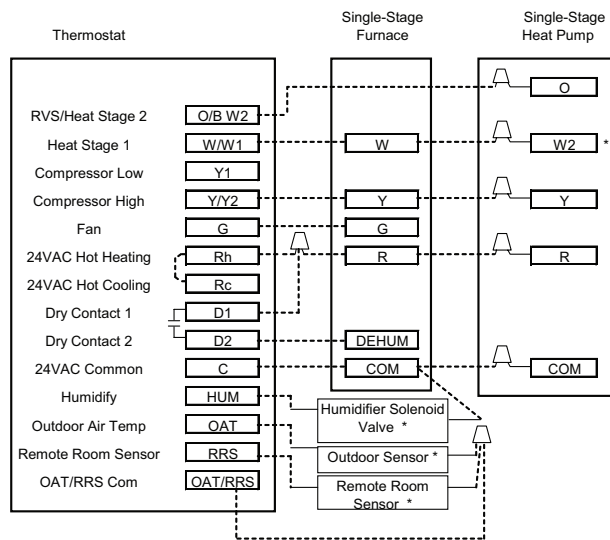 Single-Stage Furnace
Single-Stage Heat Pump
Thermostat
O
RVS/Heat Stage 2 O/B W2
Heat Stage 1 W/W1 W W2 *
Compressor Low Y1
Compressor High Y/Y2 Y Y
Fan G G
24VAC Hot Heating Rh R R
24VAC Hot Cooling Rc
Dry Contact 1 D1
Dry Contact 2 D2 DEHUM
24VAC Common C COM COM
Humidify HUM
Humidifier Solenoid
Valve *
Outdoor Air Temp OAT
Outdoor Sensor *
Remote Room Sensor RRS
Remote Room
Sensor *
OAT/RRS Com OAT/RRS